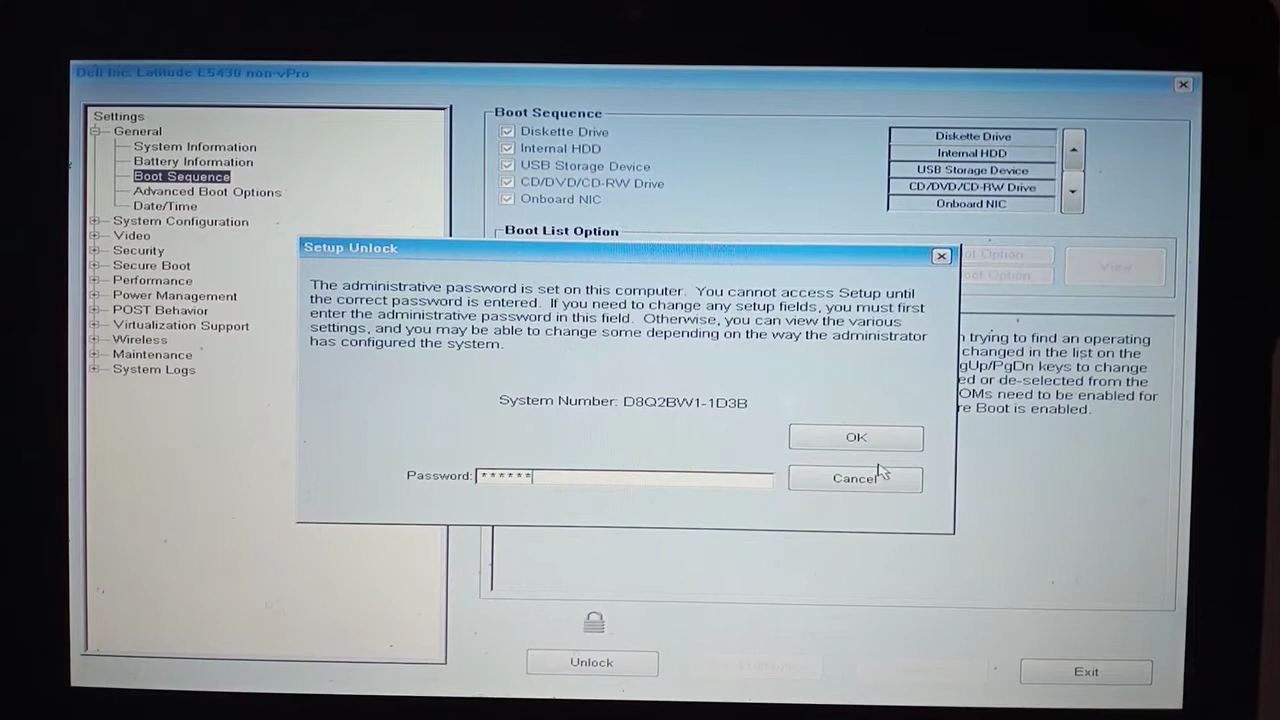 Dell Inc. Latitude E5430 non-vPro
Settings
General
System Information
Battery Information
Boot Sequence
Advanced Boot Options
Date/Time
System Configuration
Video
Security
Secure Boot
Performance
Power Management
POST Behavior
Virtualization Support
Wireless
Maintenance
System Logs
Boot Sequence
Diskette Drive
Internal HDD
USB Storage Device
CD/DVD/CD-RW Drive
Onboard NIC
Diskette Drive
Internal HDD
USB Storage Device
CD/DVD/CD-RW Drive
Onboard NIC
Boot List Option
Option
Option
View
trying to find an operating
changed in the list on the
gUp/PgDn keys to change
ed or de-selected from the
OMs need to be enabled for
re Boot is enabled.
Setup Unlock
The administrative password is set on this computer. You cannot access Setup until
the correct password is entered. If you need to change any setup fields, you must first
enter the administrative password in this field. Otherwise, you can view the various
settings, and you may be able to change some depending on the way the administrator
has configured the system.
System Number: D8Q2BW1-1D3B
OK
Password: ******
Cancel
Unlock
Exit